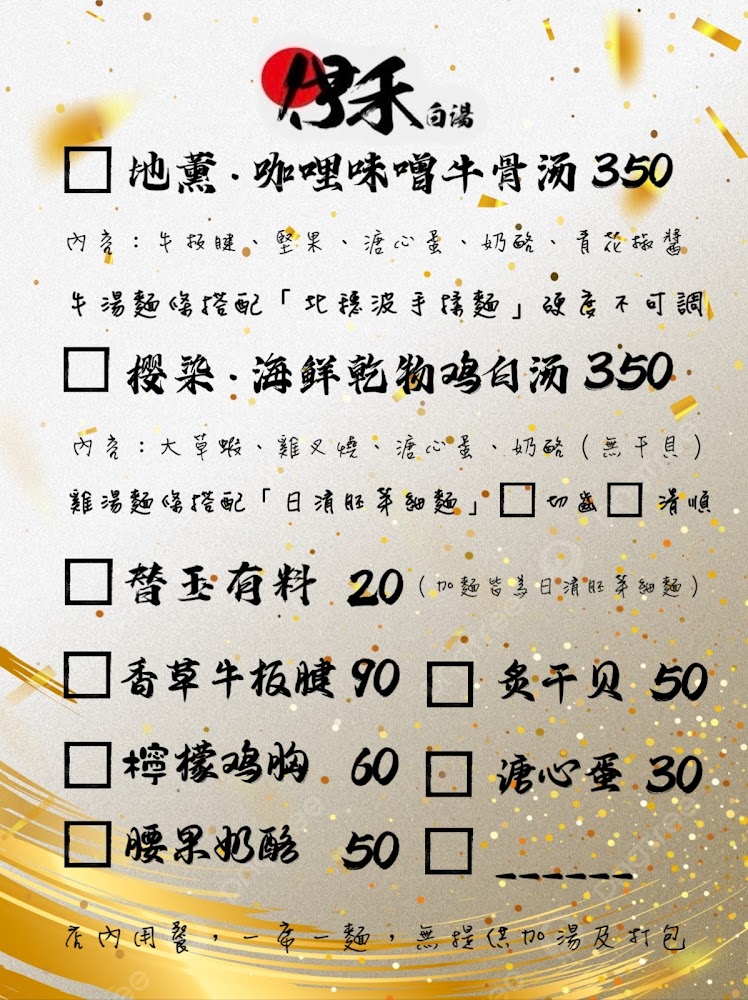 偶禾白湯
地薰·咖哩味噌牛骨汤 350
內容：牛板腱、堅果、溏心蛋、奶酪、青花椒醬
牛湯麵條搭配「北穂波手揉麵」硬度不可調
櫻染·海鮮乾物鸡白汤 350
內容：大草蝦、雞叉燒、溏心蛋、奶酪（無干貝）
雞湯麵條搭配「日清胚芽細麵」 切齒 滑順
替玉有料 20（加麵皆為日清胚芽細麵）
香草牛板腱 90 炙干贝 50
檸檬鸡胸 60 溏心蛋 30
腰果奶酪 50 ______
店內用餐，一席一麵，無提供加湯及打包